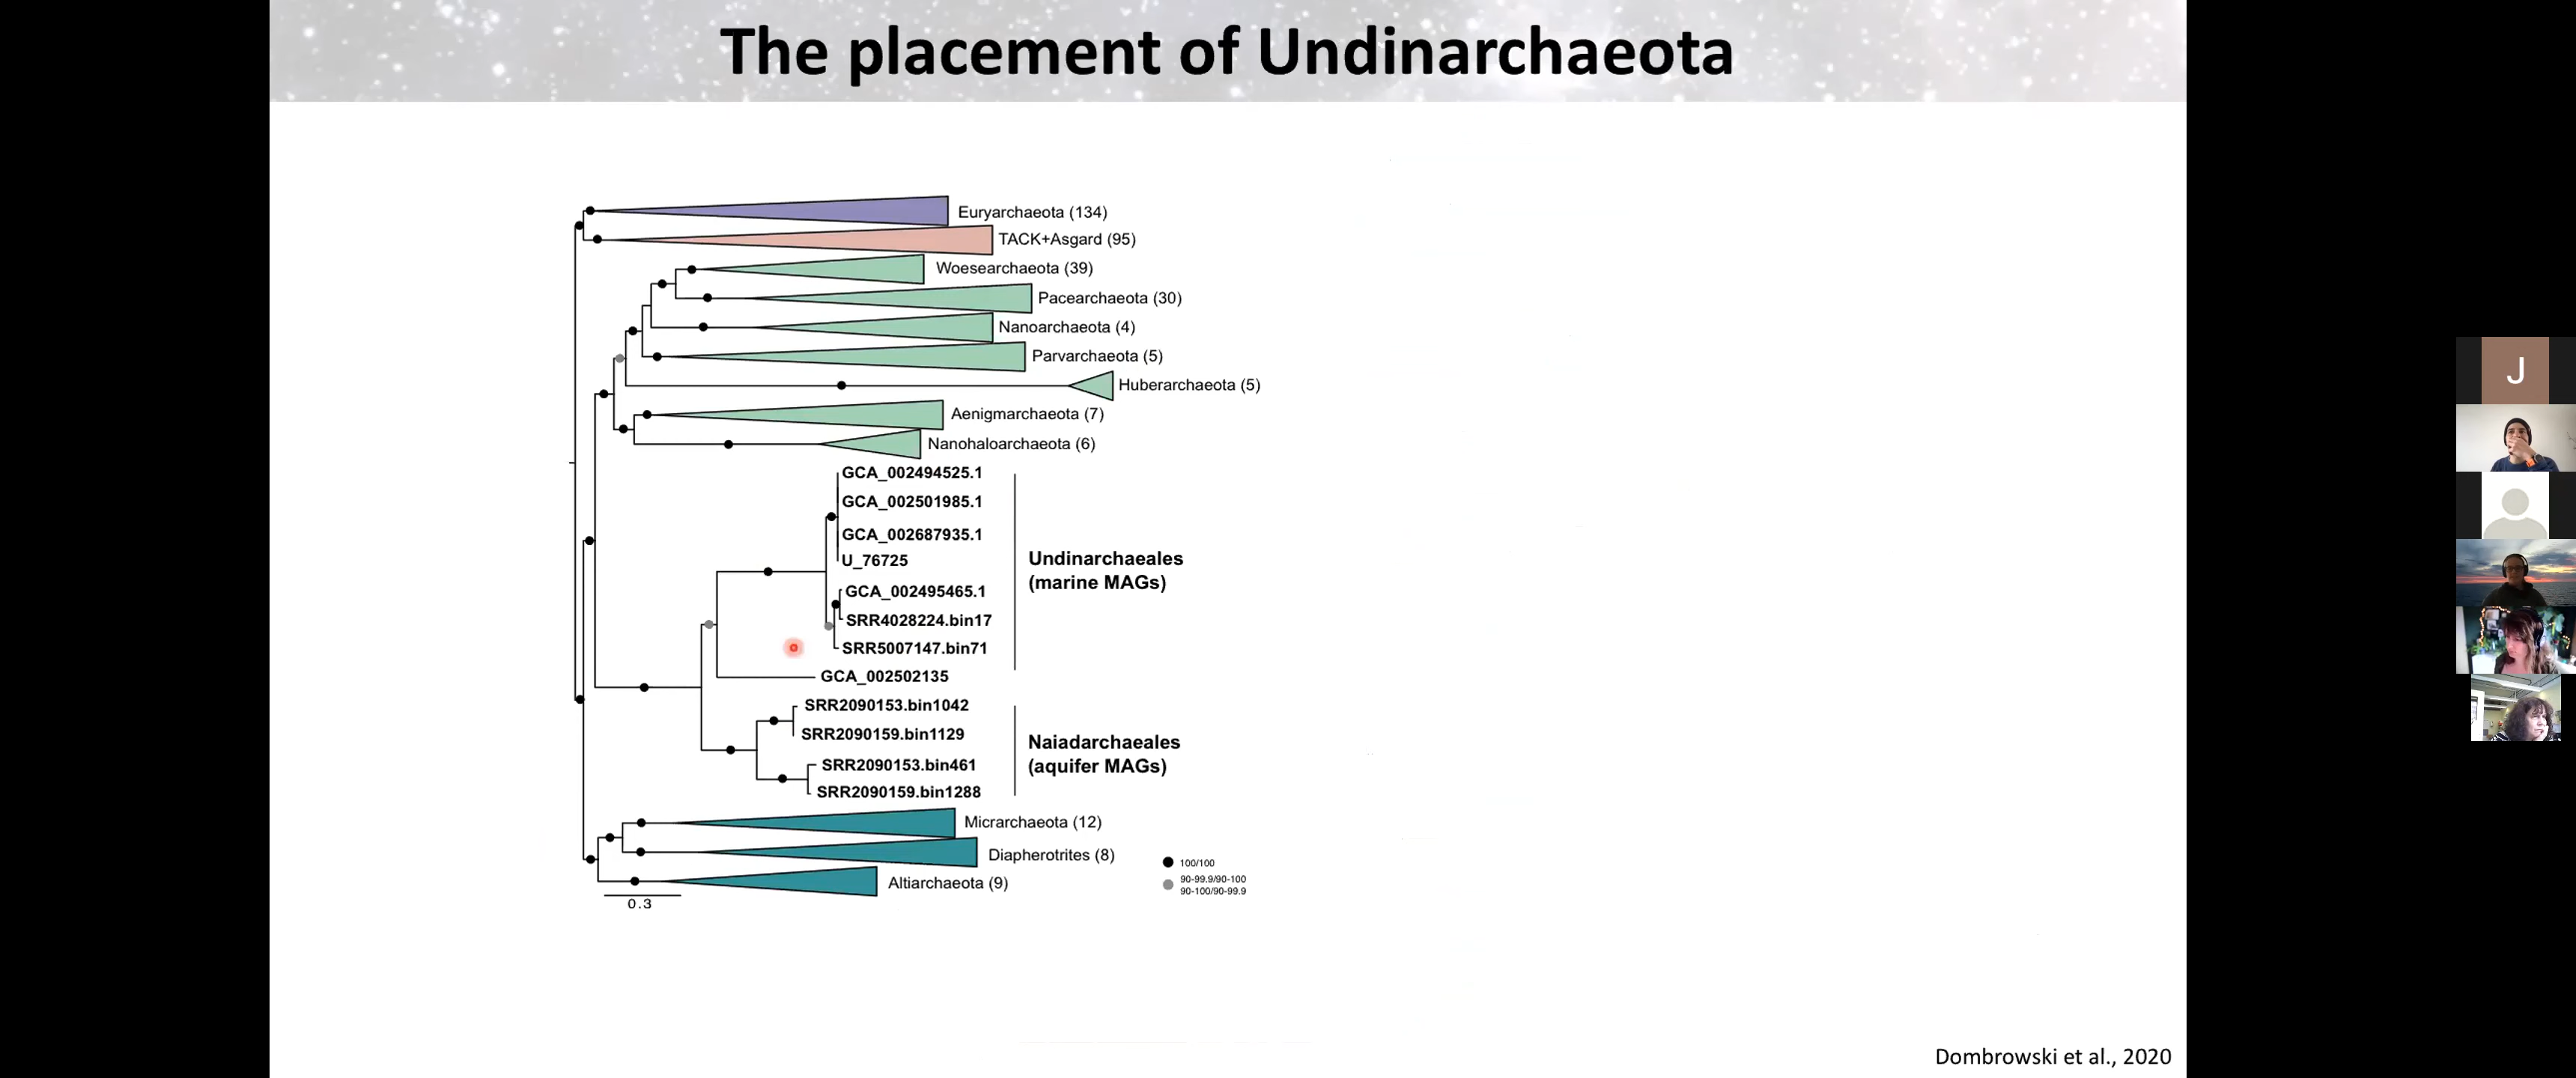 The placement of Undinarchaeota
Euryarchaeota (134)
TACK+Asgard (95)
Woesearchaeota (39)
Pacearchaeota (30)
Nanoarchaeota (4)
Parvarchaeota (5)
Huberarchaeota (5)
Aenigmarchaeota (7)
Nanohaloarchaeota (6)
GCA_002494525.1
GCA_002501985.1
GCA_002687935.1
U_76725
GCA_002495465.1
SRR4028224.bin17
SRR5007147.bin71
GCA_002502135
Undinarchaeales
(marine MAGs)
SRR2090153.bin1042
SRR2090159.bin1129
SRR2090153.bin461
SRR2090159.bin1288
Naiadarchaeales
(aquifer MAGs)
Micrarchaeota (12)
Diapherotrites (8)
Altiarchaeota (9)
0.3
100/100
90-99.9/90-100
90-100/90-99.9
J
Dombrowski et al., 2020